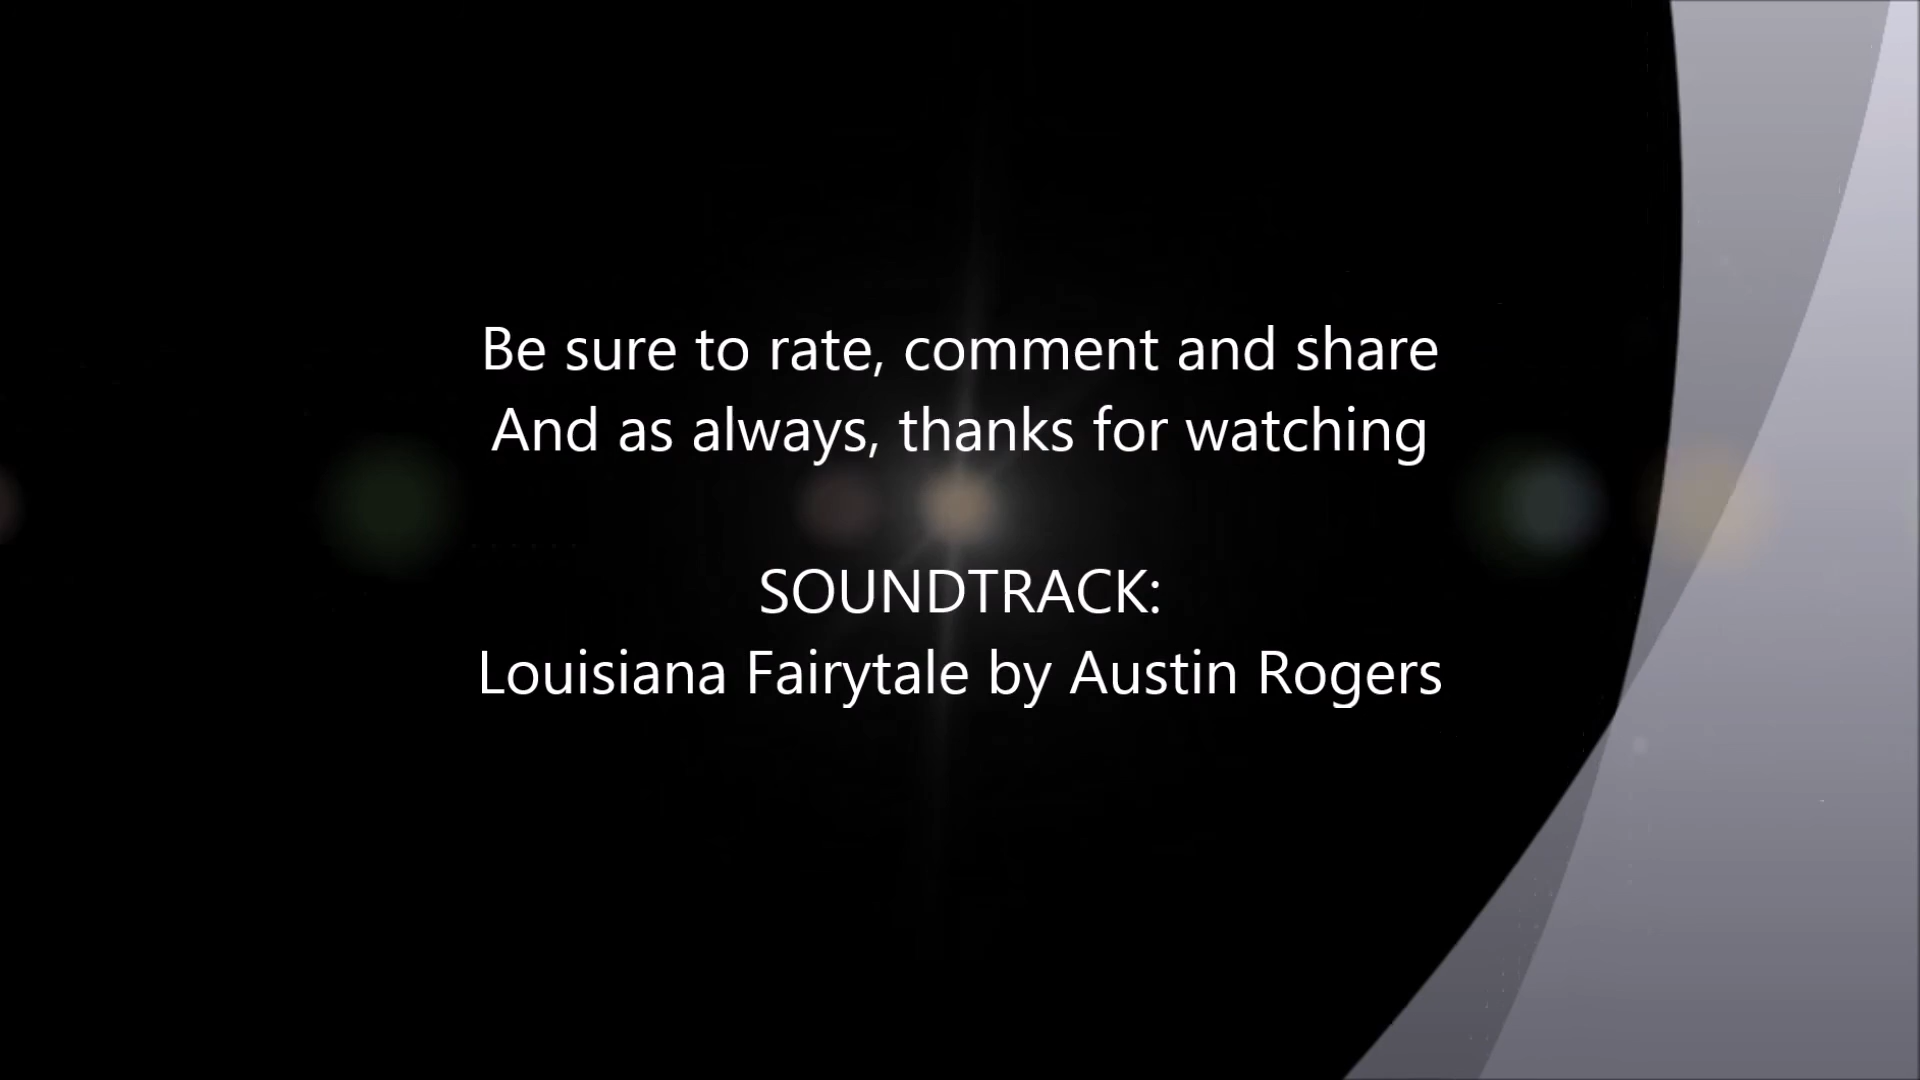 Be sure to rate, comment and share
And as always, thanks for watching
SOUNDTRACK:
Louisiana Fairytale by Austin Rogers